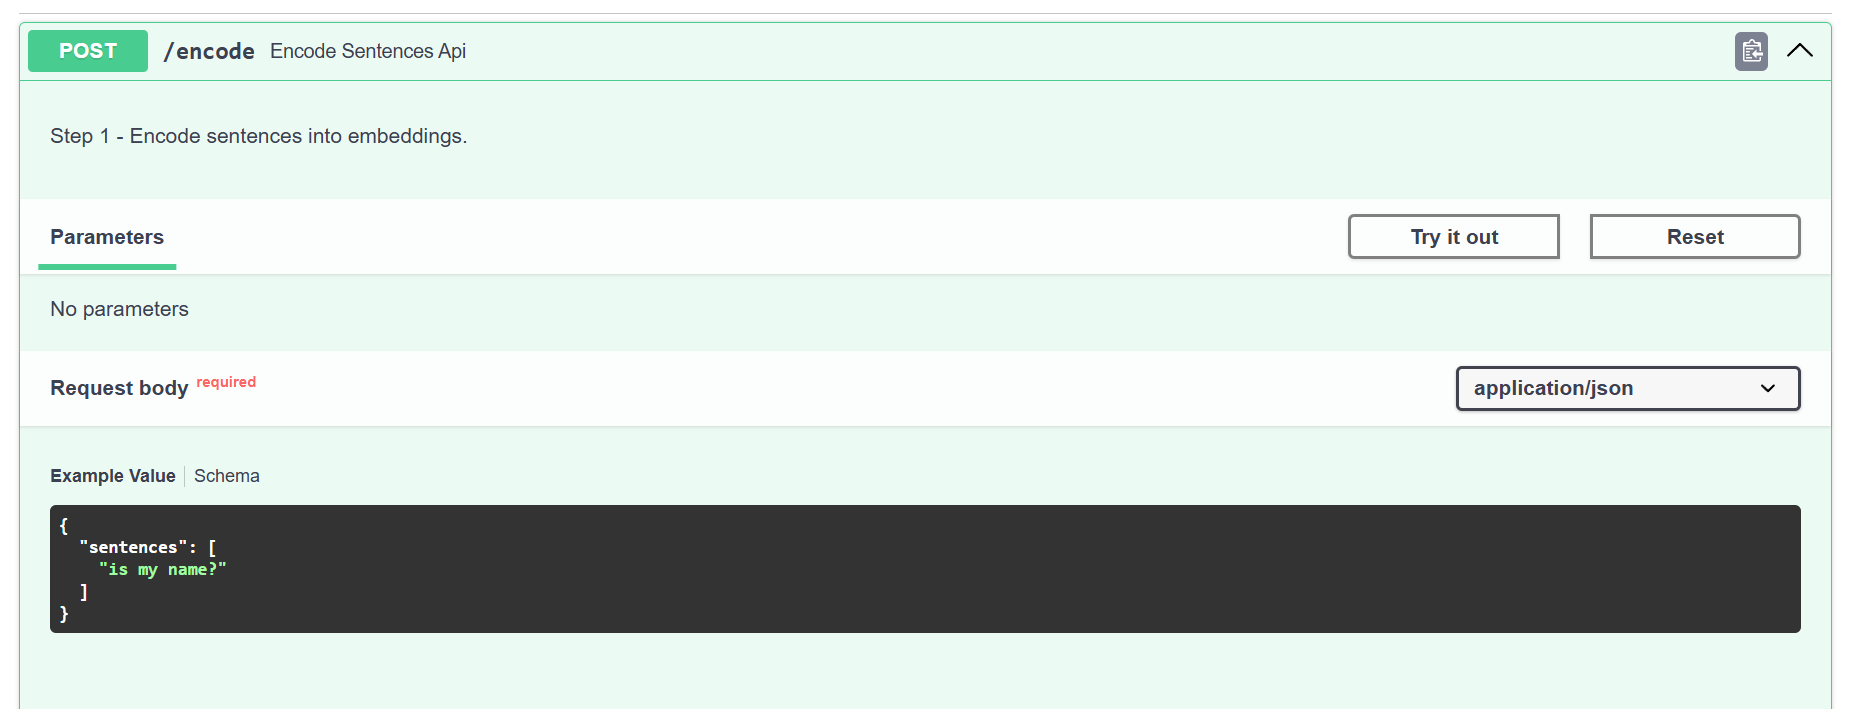 POST /encode Encode Sentences Api
Step 1 - Encode sentences into embeddings.
Parameters Try it out Reset
No parameters
Request body required application/json
Example Value Schema
{
  "sentences": [
    "is my name?"
  ]
}